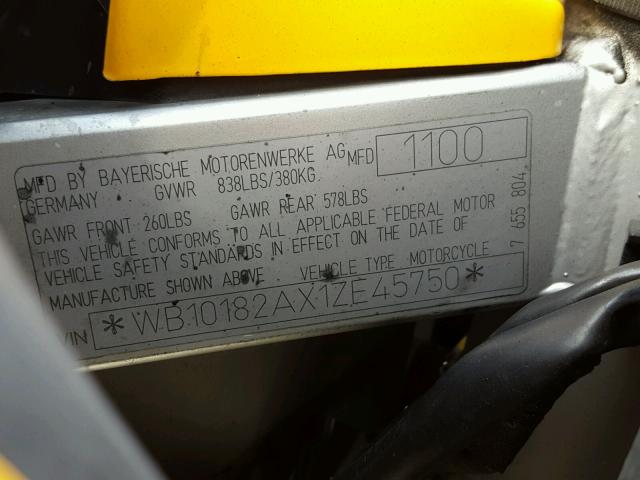 MFD BY BAYERISCHE MOTORENWERKE AG MFD 1100
GERMANY GVWR 838LBS/380KG
GAWR FRONT 260LBS GAWR REAR 578LBS
THIS VEHICLE CONFORMS TO ALL APPLICABLE FEDERAL MOTOR
VEHICLE SAFETY STANDARDS IN EFFECT ON THE DATE OF
MANUFACTURE SHOWN ABOVE. VEHICLE TYPE MOTORCYCLE
VIN *WB10182AX1ZE45750*
7 655 804